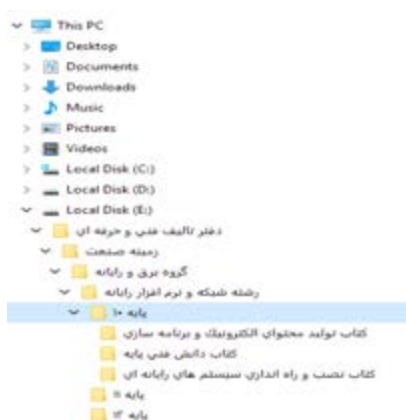 This PC
Desktop
Documents
Downloads
Music
Pictures
Videos
Local Disk (C:)
Local Disk (D:)
Local Disk (E:)
دفتر تالیف فنی و حرفه ای
زمینه صنعت
گروه برق و رایانه
رشته شبکه و نرم افزار رایانه
پایه ۱۰
کتاب تولید محتوای الکترونیک و برنامه سازی
کتاب دانش فنی پایه
کتاب نصب و راه اندازی سیستم های رایانه ای
پایه ۱۱
پایه ۱۲